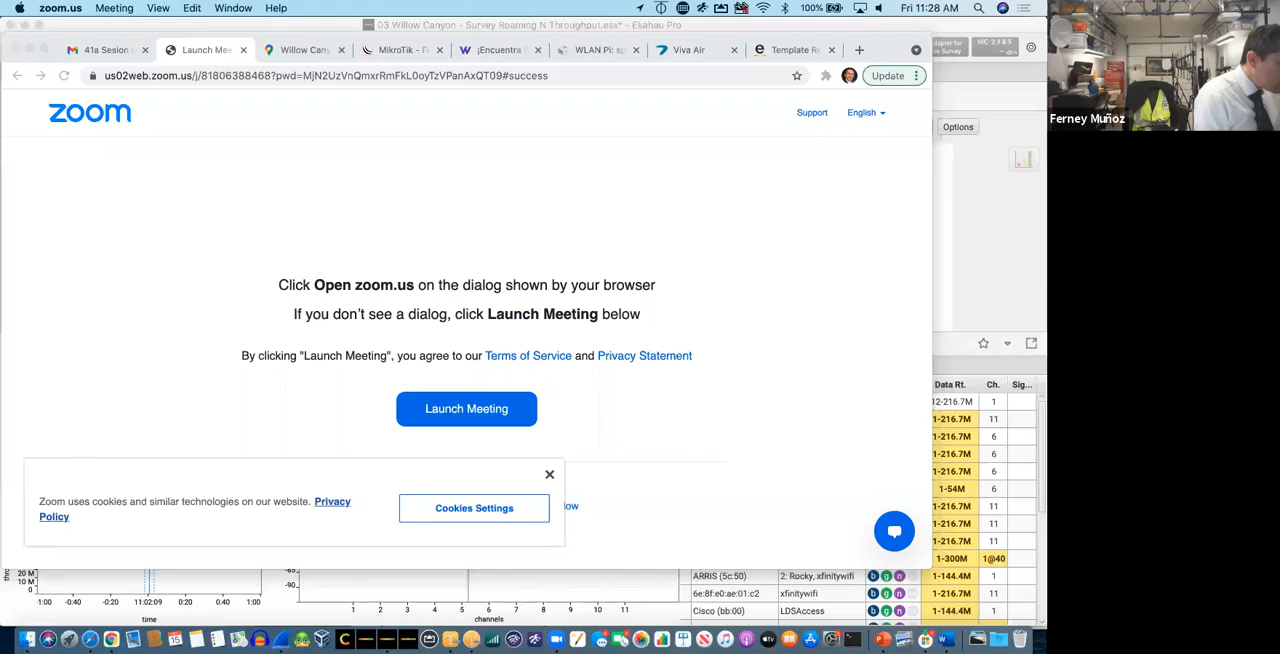 zoom.us Meeting View Edit Window Help 100% Fri 11:28 AM
03 Willow Canyon - Survey Roaming N Throughput.esx* - Ekahau Pro
41a Sesion Launch Mee Willow Cany MikroTik - ¡Encuentra WLAN Pi: Viva Air Template Re
us02web.zoom.us/j/81806388468?pwd=MjN2UzVnQmxrRmFkL0oyTzVPanAxQT09#success
Update
zoom
Support English
Options
Ferney Muñoz
Click Open zoom.us on the dialog shown by your browser
If you don't see a dialog, click Launch Meeting below
By clicking "Launch Meeting", you agree to our Terms of Service and Privacy Statement
Launch Meeting
Zoom uses cookies and similar technologies on our website. Privacy
Policy
Cookies Settings
Data Rt. Ch. Sig...
12-216.7M 1
1-216.7M 11
1-216.7M 6
1-216.7M 6
1-216.7M 6
1-54M 6
1-216.7M 11
1-216.7M 11
1-216.7M 11
1-300M 1@40
ARRIS (5c:50) 2: Rocky, xfinitywifi b g n 1-144.4M 1
6e:8f:e0:ae:01:c2 xfinitywifi b g n 1-216.7M 11
Cisco (bb:00) LDSAccess b g n 1-144.4M 1
20 M
10 M
0
-1:00 -0:40 -0:20 11:02:09 0:20 0:40 1:00
time
-85
-90
1 2 3 4 5 6 7 8 9 10 11
channels